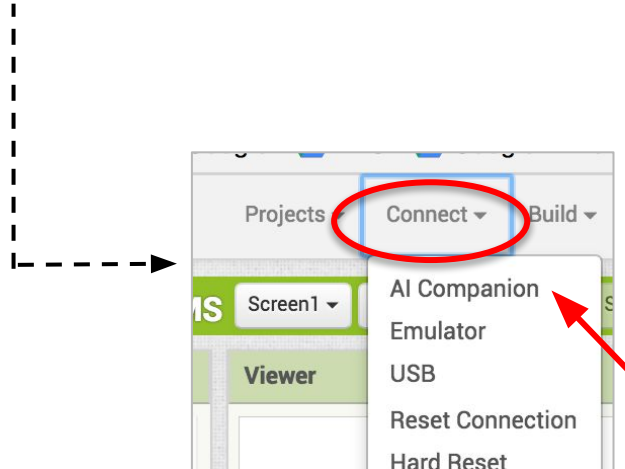 Projects Connect Build
Screen1
AI Companion
Emulator
Viewer
USB
Reset Connection
Hard Reset